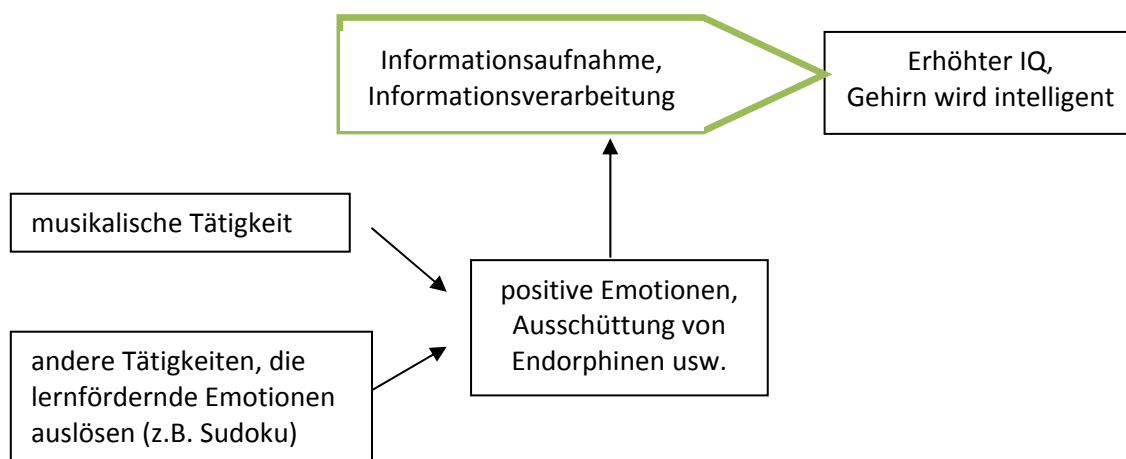 Informationsaufnahme,
Informationsverarbeitung
Erhöhter IQ,
Gehirn wird intelligent
musikalische Tätigkeit
positive Emotionen,
Ausschüttung von
Endorphinen usw.
andere Tätigkeiten, die
lernfördernde Emotionen
auslösen (z.B. Sudoku)